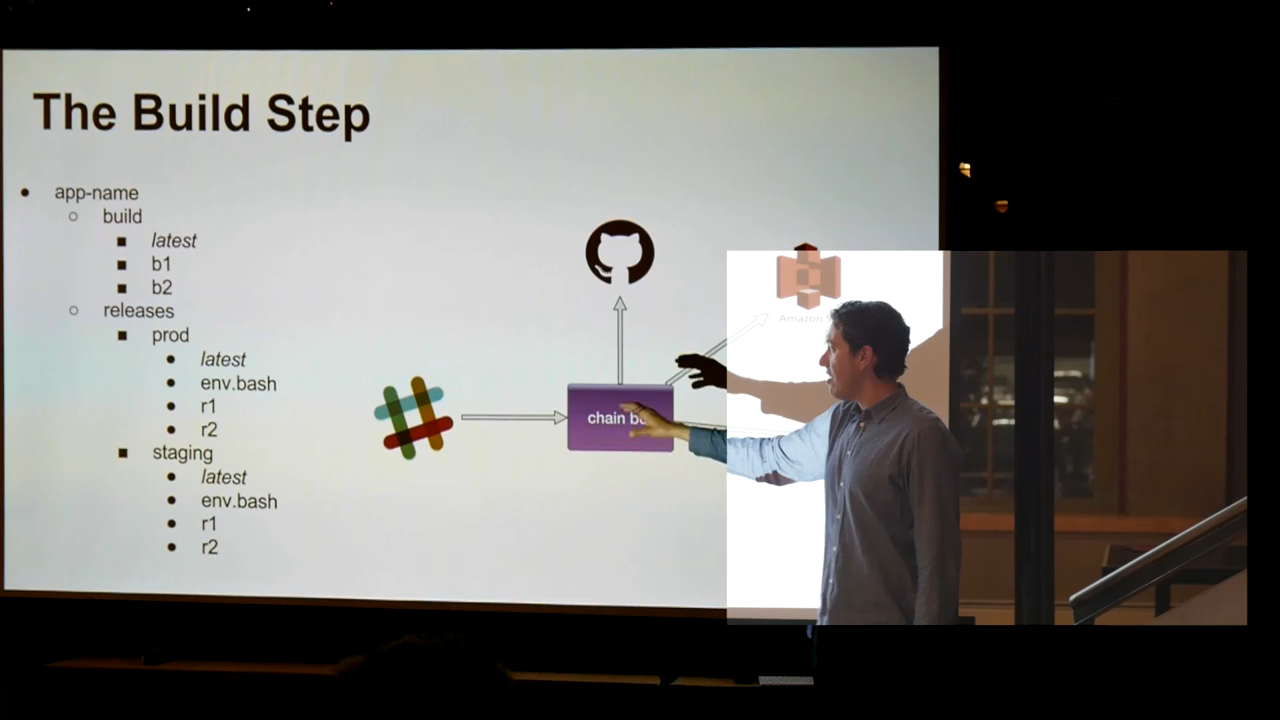 The Build Step
app-name
build
latest
b1
b2
releases
prod
latest
env.bash
r1
r2
staging
latest
env.bash
r1
r2
chain
Amazon